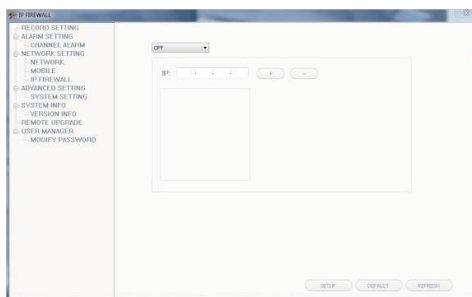 IP FIREWALL
RECORD SETTING
ALARM SETTING
CHANNEL ALARM
NETWORK SETTING
NETWORK
MOBILE
IP FIREWALL
ADVANCED SETTING
SYSTEM SETTING
SYSTEM INFO
VERSION INFO
REMOTE UPGRADE
USER MANAGER
MODIFY PASSWORD
OFF
IP: - - - + -
SETUP DEFAULT REFRESH